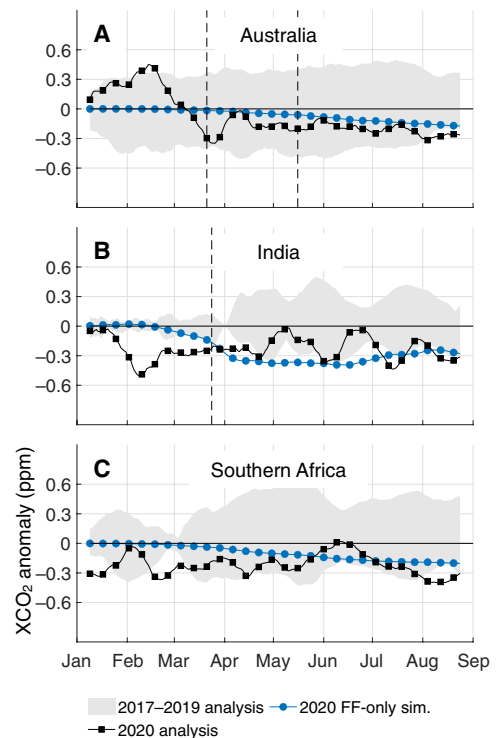 A
Australia
0.6
0.3
0
−0.3
−0.6
B
India
0.6
0.3
0
−0.3
−0.6
C
Southern Africa
0.6
0.3
0
−0.3
−0.6
XCO₂ anomaly (ppm)
Jan Feb Mar Apr May Jun Jul Aug Sep
2017–2019 analysis 2020 FF-only sim.
2020 analysis